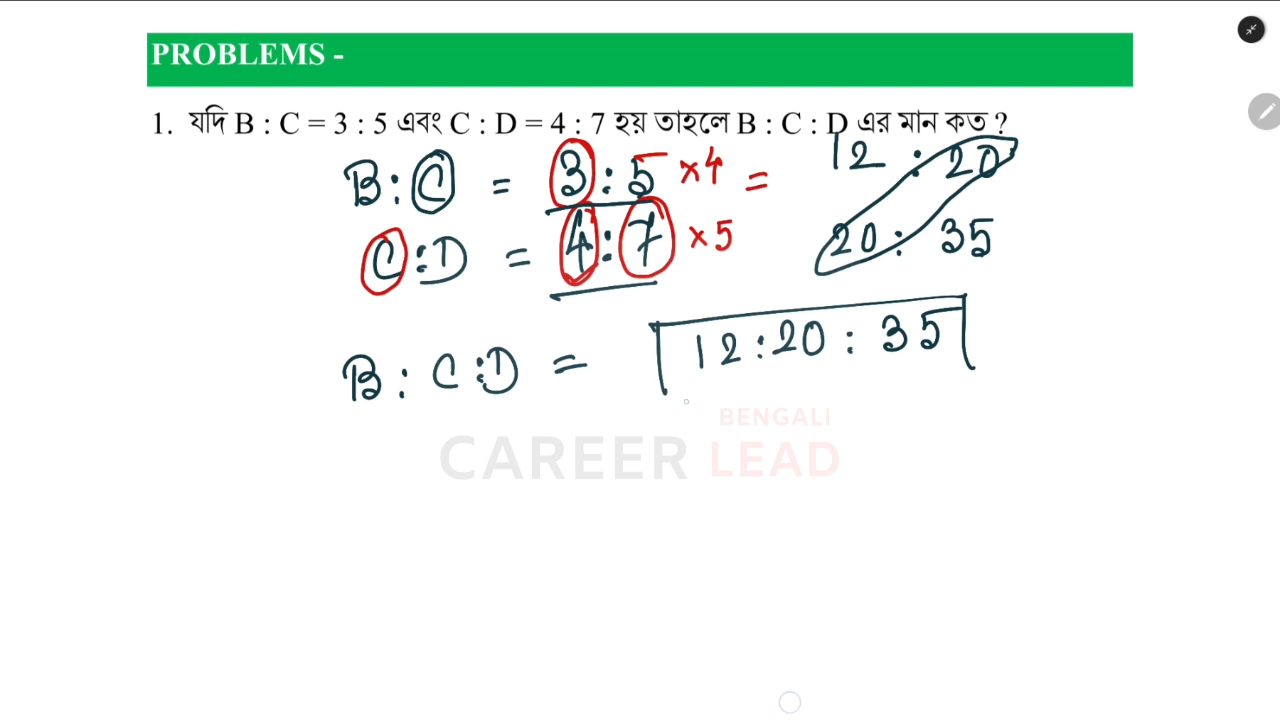 PROBLEMS -
1. যদি B : C = 3 : 5 এবং C : D = 4 : 7 হয় তাহলে B : C : D এর মান কত ?
B : C = 3 : 5 ×4 = 12 : 20
C : D = 4 : 7 ×5 20 : 35
B : C : D = 12 : 20 : 35
BENGALI
CAREER LEAD